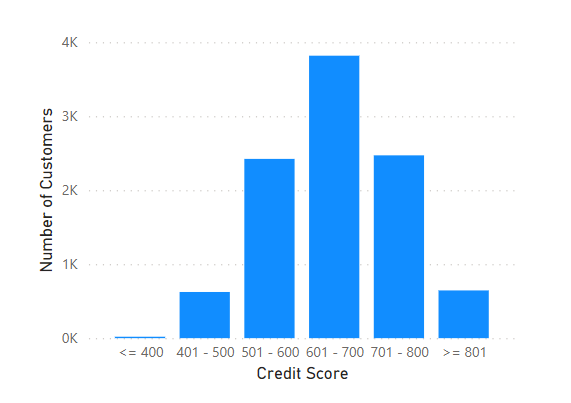 Number of Customers
4K
3K
2K
1K
0K
<= 400 401 - 500 501 - 600 601 - 700 701 - 800 >= 801
Credit Score